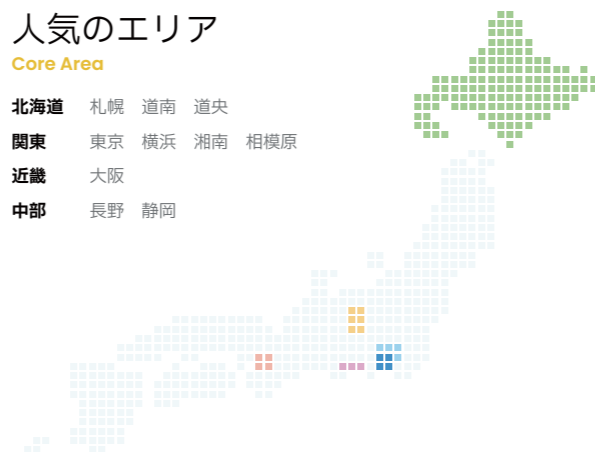 人気のエリア
Core Area
北海道 札幌 道南 道央
関東 東京 横浜 湘南 相模原
近畿 大阪
中部 長野 静岡